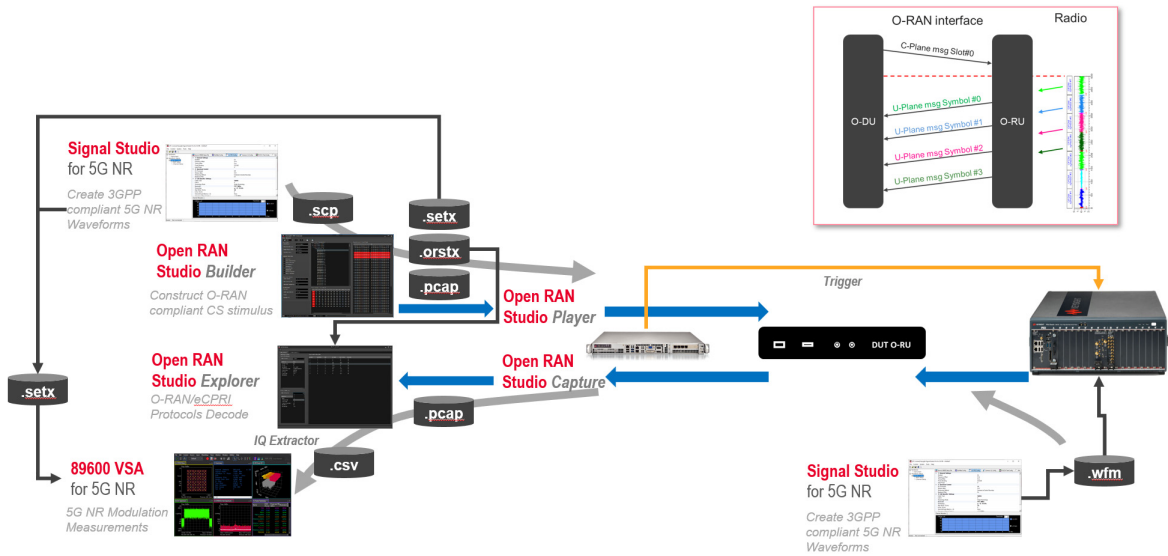 O-RAN interface
Radio
C-Plane msg Slot#0
O-DU
O-RU
U-Plane msg Symbol #0
U-Plane msg Symbol #1
U-Plane msg Symbol #2
U-Plane msg Symbol #3
Signal Studio
for 5G NR
Create 3GPP
compliant 5G NR
Waveforms
.scp
.setx
.orstx
.pcap
Open RAN
Studio Builder
Construct O-RAN
compliant CS stimulus
Open RAN
Studio Player
Trigger
DUT O-RU
Open RAN
Studio Explorer
O-RAN/eCPRI
Protocols Decode
Open RAN
Studio Capture
.setx
.pcap
IQ Extractor
.csv
89600 VSA
for 5G NR
5G NR Modulation
Measurements
Signal Studio
for 5G NR
Create 3GPP
compliant 5G NR
Waveforms
.wfm